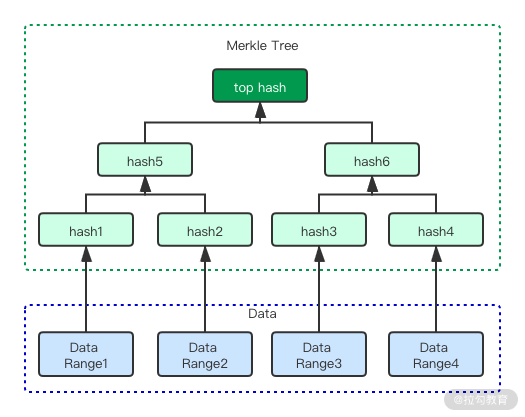 Merkle Tree
top hash
hash5
hash6
hash1
hash2
hash3
hash4
Data
Data
Range1
Data
Range2
Data
Range3
Data
Range4
@拉勾教育